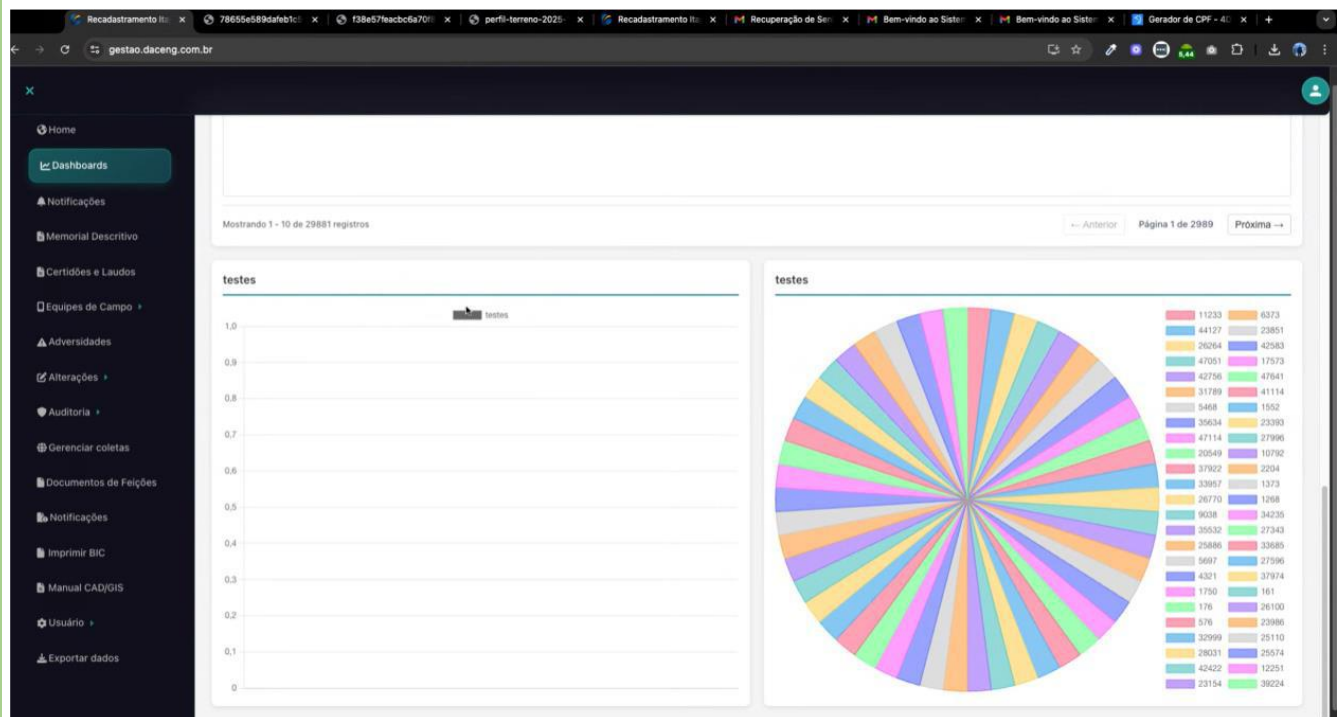 Recadastramento Ita
78655e589dafeb1c
f38e57feacbc6a70f
perfil-terreno-2025-
Recadastramento Ita
Recuperação de Sen
Bem-vindo ao Sistem
Bem-vindo ao Sistem
Gerador de CPF - 4D
gestao.daceng.com.br
5,44
Home
Dashboards
Notificações
Memorial Descritivo
Certidões e Laudos
Equipes de Campo
Adversidades
Alterações
Auditoria
Gerenciar coletas
Documentos de Feições
Notificações
Imprimir BIC
Manual CAD/GIS
Usuário
Exportar dados
Mostrando 1 - 10 de 29881 registros
← Anterior Página 1 de 2989 Próxima →
testes
testes
1,0
0,9
0,8
0,7
0,6
0,5
0,4
0,3
0,2
0,1
0
testes
11233 6373
44127 23851
26264 42583
47051 17573
42756 47641
31789 41114
5468 1552
35634 23393
47114 27996
20549 10792
37922 2204
33957 1373
26770 1268
9038 34235
35532 27343
25886 33685
5697 27596
4321 37974
1750 161
176 26100
576 23986
32999 25110
28031 25574
42422 12251
23154 39224